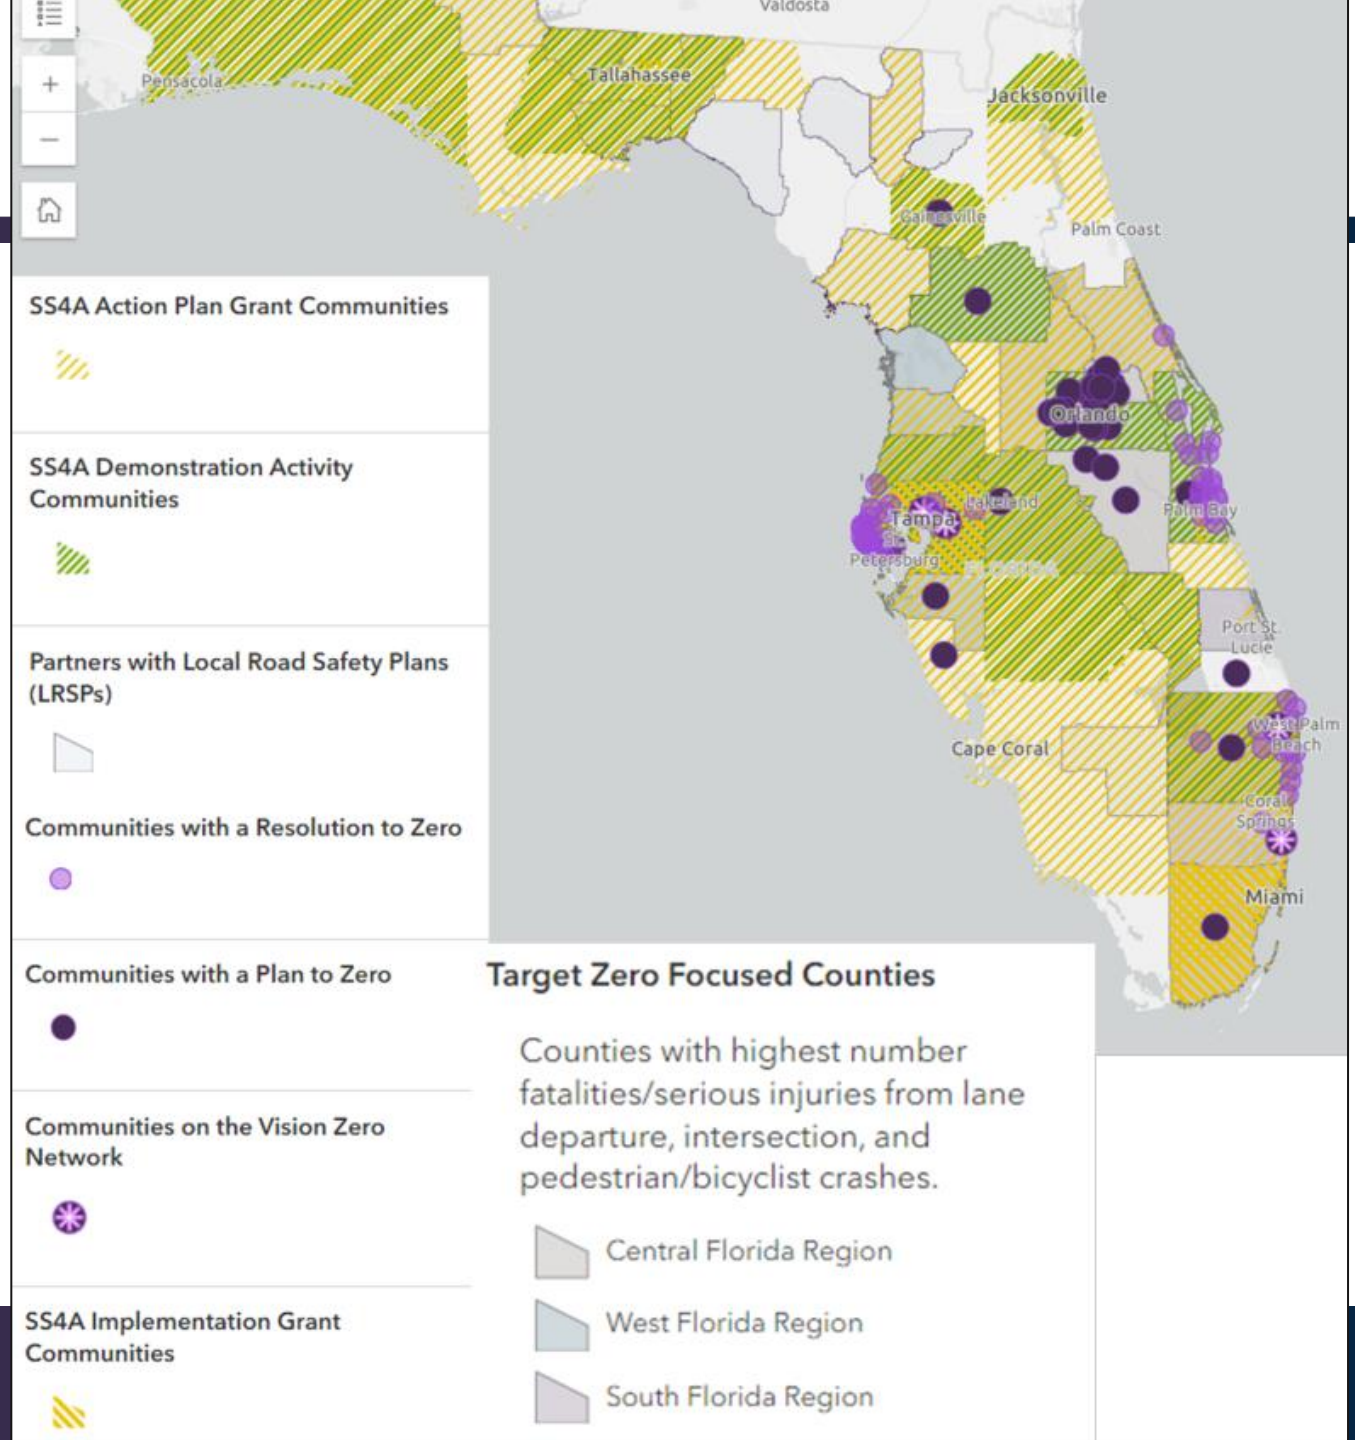 Valdosta
Pensacola
Tallahassee
Jacksonville
Gainesville
Palm Coast
Orlando
Lakeland
Tampa
Palm Bay
St.
Petersburg
FLORIDA
Port St.
Lucie
West Palm
Beach
Cape Coral
Coral
Springs
Miami
SS4A Action Plan Grant Communities
SS4A Demonstration Activity
Communities
Partners with Local Road Safety Plans
(LRSPs)
Communities with a Resolution to Zero
Communities with a Plan to Zero
Communities on the Vision Zero
Network
SS4A Implementation Grant
Communities
Target Zero Focused Counties
Counties with highest number
fatalities/serious injuries from lane
departure, intersection, and
pedestrian/bicyclist crashes.
Central Florida Region
West Florida Region
South Florida Region